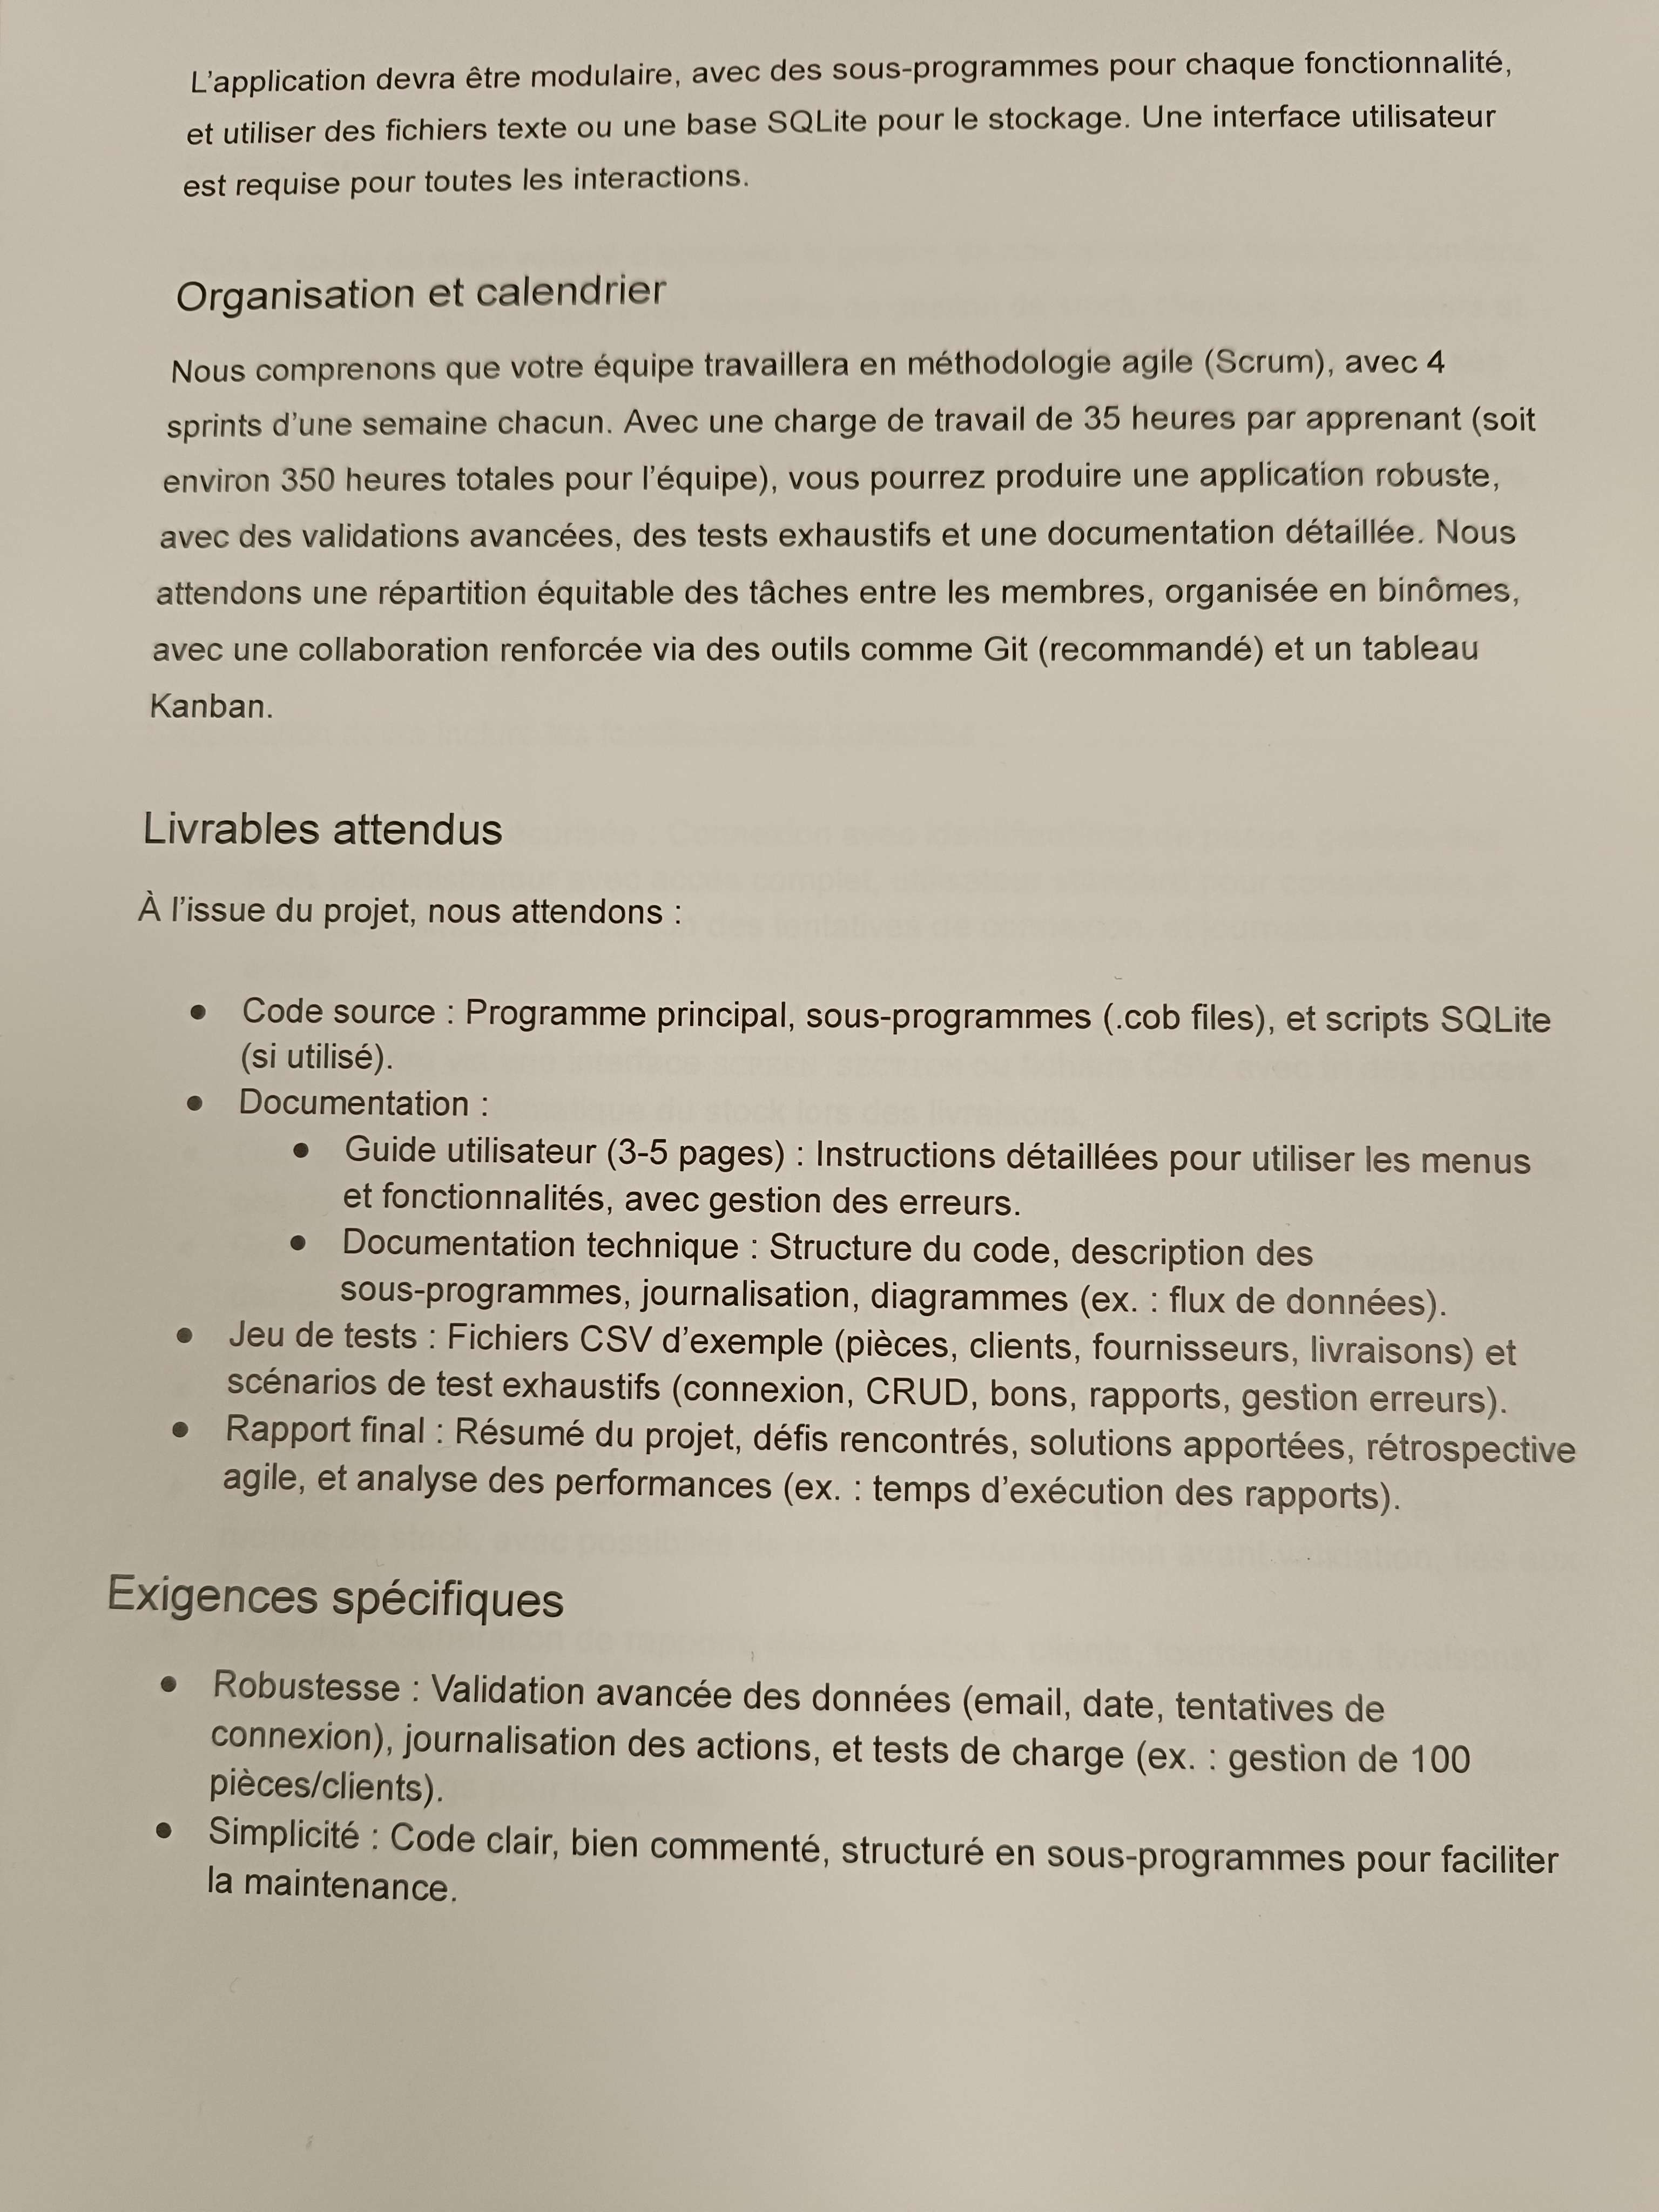 L'application devra être modulaire, avec des sous-programmes pour chaque fonctionnalité,
et utiliser des fichiers texte ou une base SQLite pour le stockage. Une interface utilisateur
est requise pour toutes les interactions.
Organisation et calendrier
Nous comprenons que votre équipe travaillera en méthodologie agile (Scrum), avec 4
sprints d'une semaine chacun. Avec une charge de travail de 35 heures par apprenant (soit
environ 350 heures totales pour l'équipe), vous pourrez produire une application robuste,
avec des validations avancées, des tests exhaustifs et une documentation détaillée. Nous
attendons une répartition équitable des tâches entre les membres, organisée en binômes,
avec une collaboration renforcée via des outils comme Git (recommandé) et un tableau
Kanban.
Livrables attendus
À l'issue du projet, nous attendons :
● Code source : Programme principal, sous-programmes (.cob files), et scripts SQLite
(si utilisé).
● Documentation :
● Guide utilisateur (3-5 pages) : Instructions détaillées pour utiliser les menus
et fonctionnalités, avec gestion des erreurs.
● Documentation technique : Structure du code, description des
sous-programmes, journalisation, diagrammes (ex. : flux de données).
● Jeu de tests : Fichiers CSV d'exemple (pièces, clients, fournisseurs, livraisons) et
scénarios de test exhaustifs (connexion, CRUD, bons, rapports, gestion erreurs).
● Rapport final : Résumé du projet, défis rencontrés, solutions apportées, rétrospective
agile, et analyse des performances (ex. : temps d'exécution des rapports).
Exigences spécifiques
● Robustesse : Validation avancée des données (email, date, tentatives de
connexion), journalisation des actions, et tests de charge (ex. : gestion de 100
pièces/clients).
● Simplicité : Code clair, bien commenté, structuré en sous-programmes pour faciliter
la maintenance.